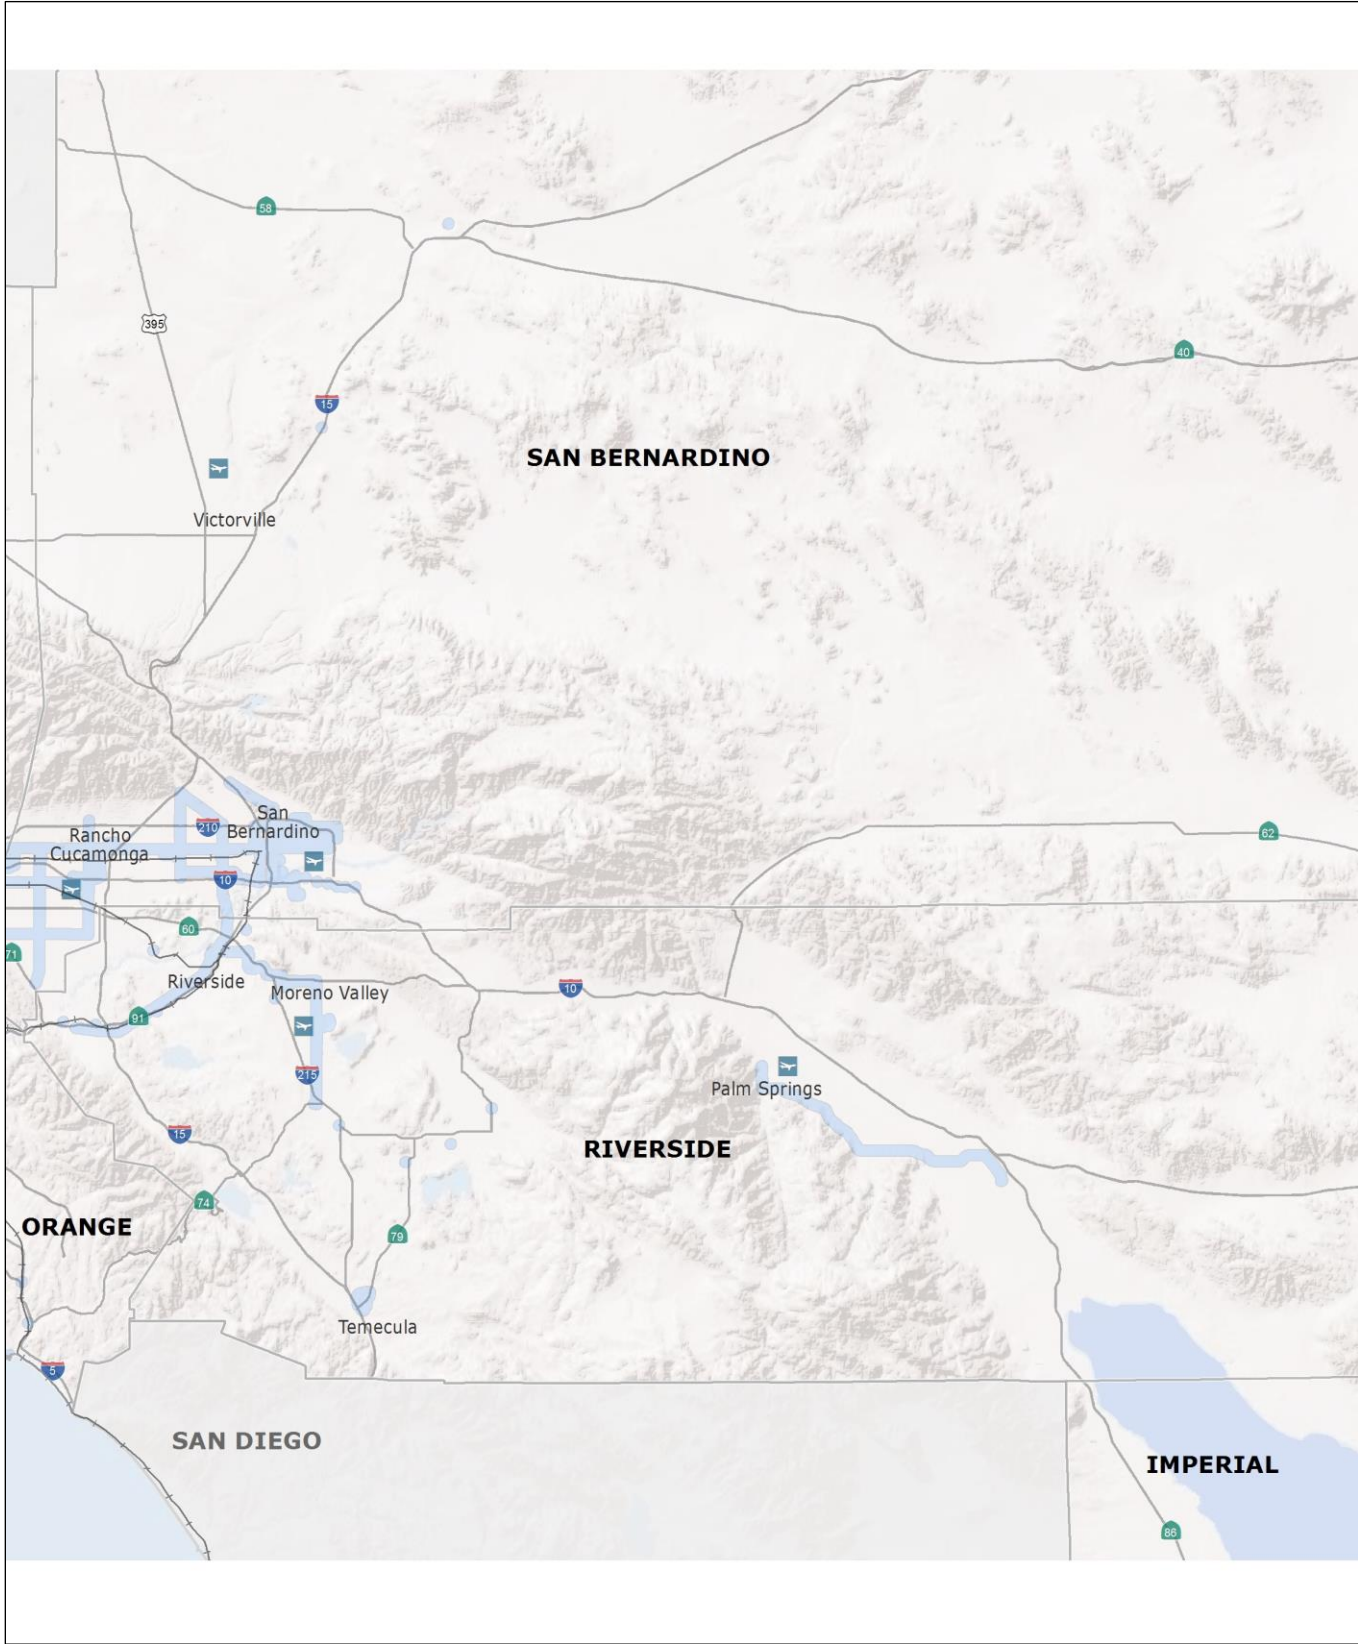 58
395
40
15
SAN BERNARDINO
Victorville
San
Bernardino
210
Rancho
Cucamonga
62
10
60
71
Riverside
Moreno Valley
10
91
215
Palm Springs
15
RIVERSIDE
74
ORANGE
79
Temecula
5
SAN DIEGO
IMPERIAL
86